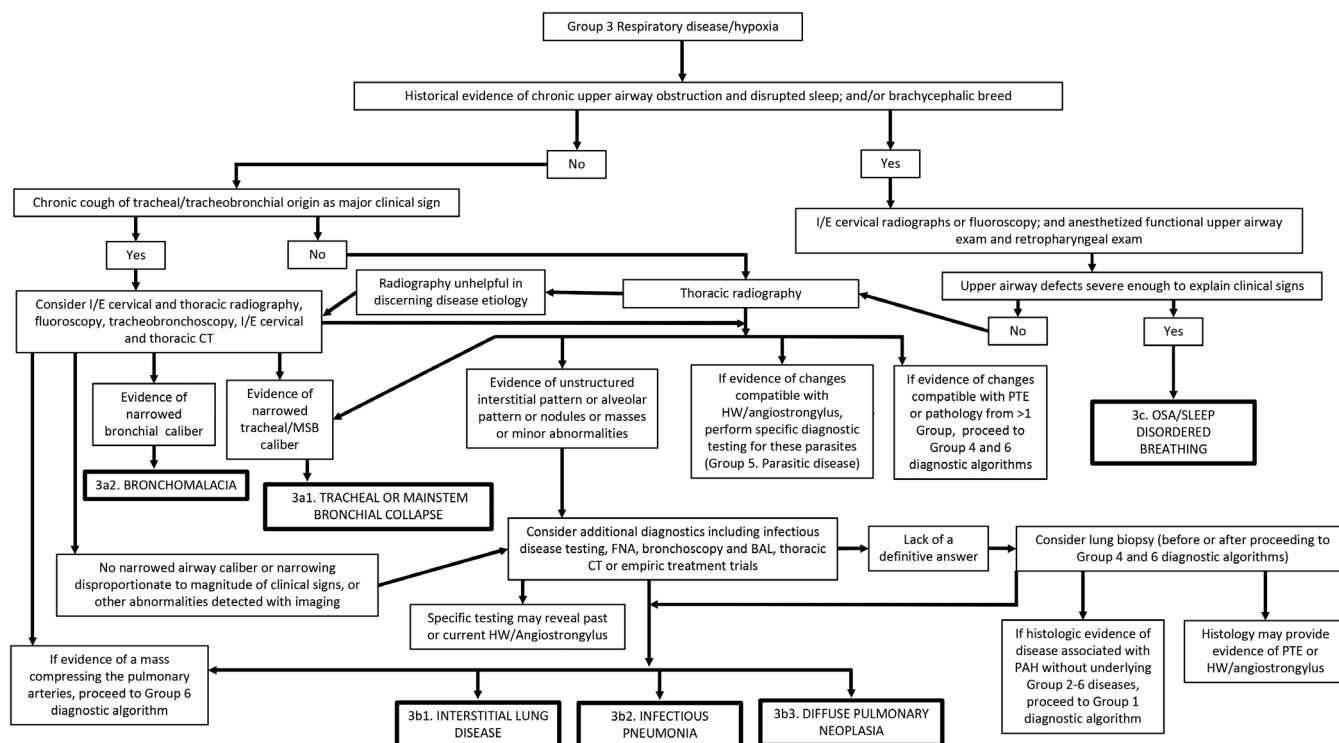 Group 3 Respiratory disease/hypoxia
Historical evidence of chronic upper airway obstruction and disrupted sleep; and/or brachycephalic breed
No
Yes
Chronic cough of tracheal/tracheobronchial origin as major clinical sign
I/E cervical radiographs or fluoroscopy; and anesthetized functional upper airway
exam and retropharyngeal exam
Yes
No
Radiography unhelpful in
discerning disease etiology
Thoracic radiography
Upper airway defects severe enough to explain clinical signs
Consider I/E cervical and thoracic radiography,
fluoroscopy, tracheobronchoscopy, I/E cervical
and thoracic CT
No
Yes
Evidence of
narrowed
bronchial caliber
Evidence of
narrowed
tracheal/MSB
caliber
Evidence of unstructured
interstitial pattern or alveolar
pattern or nodules or masses
or minor abnormalities
If evidence of changes
compatible with
HW/angiostrongylus,
perform specific diagnostic
testing for these parasites
(Group 5. Parasitic disease)
If evidence of changes
compatible with PTE
or pathology from >1
Group, proceed to
Group 4 and 6
diagnostic algorithms
3c. OSA/SLEEP
DISORDERED
BREATHING
3a2. BRONCHOMALACIA
3a1. TRACHEAL OR MAINSTEM
BRONCHIAL COLLAPSE
Consider additional diagnostics including infectious
disease testing, FNA, bronchoscopy and BAL, thoracic
CT or empiric treatment trials
Lack of a
definitive answer
Consider lung biopsy (before or after proceeding to
Group 4 and 6 diagnostic algorithms)
No narrowed airway caliber or narrowing
disproportionate to magnitude of clinical signs, or
other abnormalities detected with imaging
Specific testing may reveal past
or current HW/Angiostrongylus
If histologic evidence of
disease associated with
PAH without underlying
Group 2-6 diseases,
proceed to Group 1
diagnostic algorithm
Histology may provide
evidence of PTE or
HW/angiostrongylus
If evidence of a mass
compressing the pulmonary
arteries, proceed to Group 6
diagnostic algorithm
3b1. INTERSTITIAL LUNG
DISEASE
3b2. INFECTIOUS
PNEUMONIA
3b3. DIFFUSE PULMONARY
NEOPLASIA